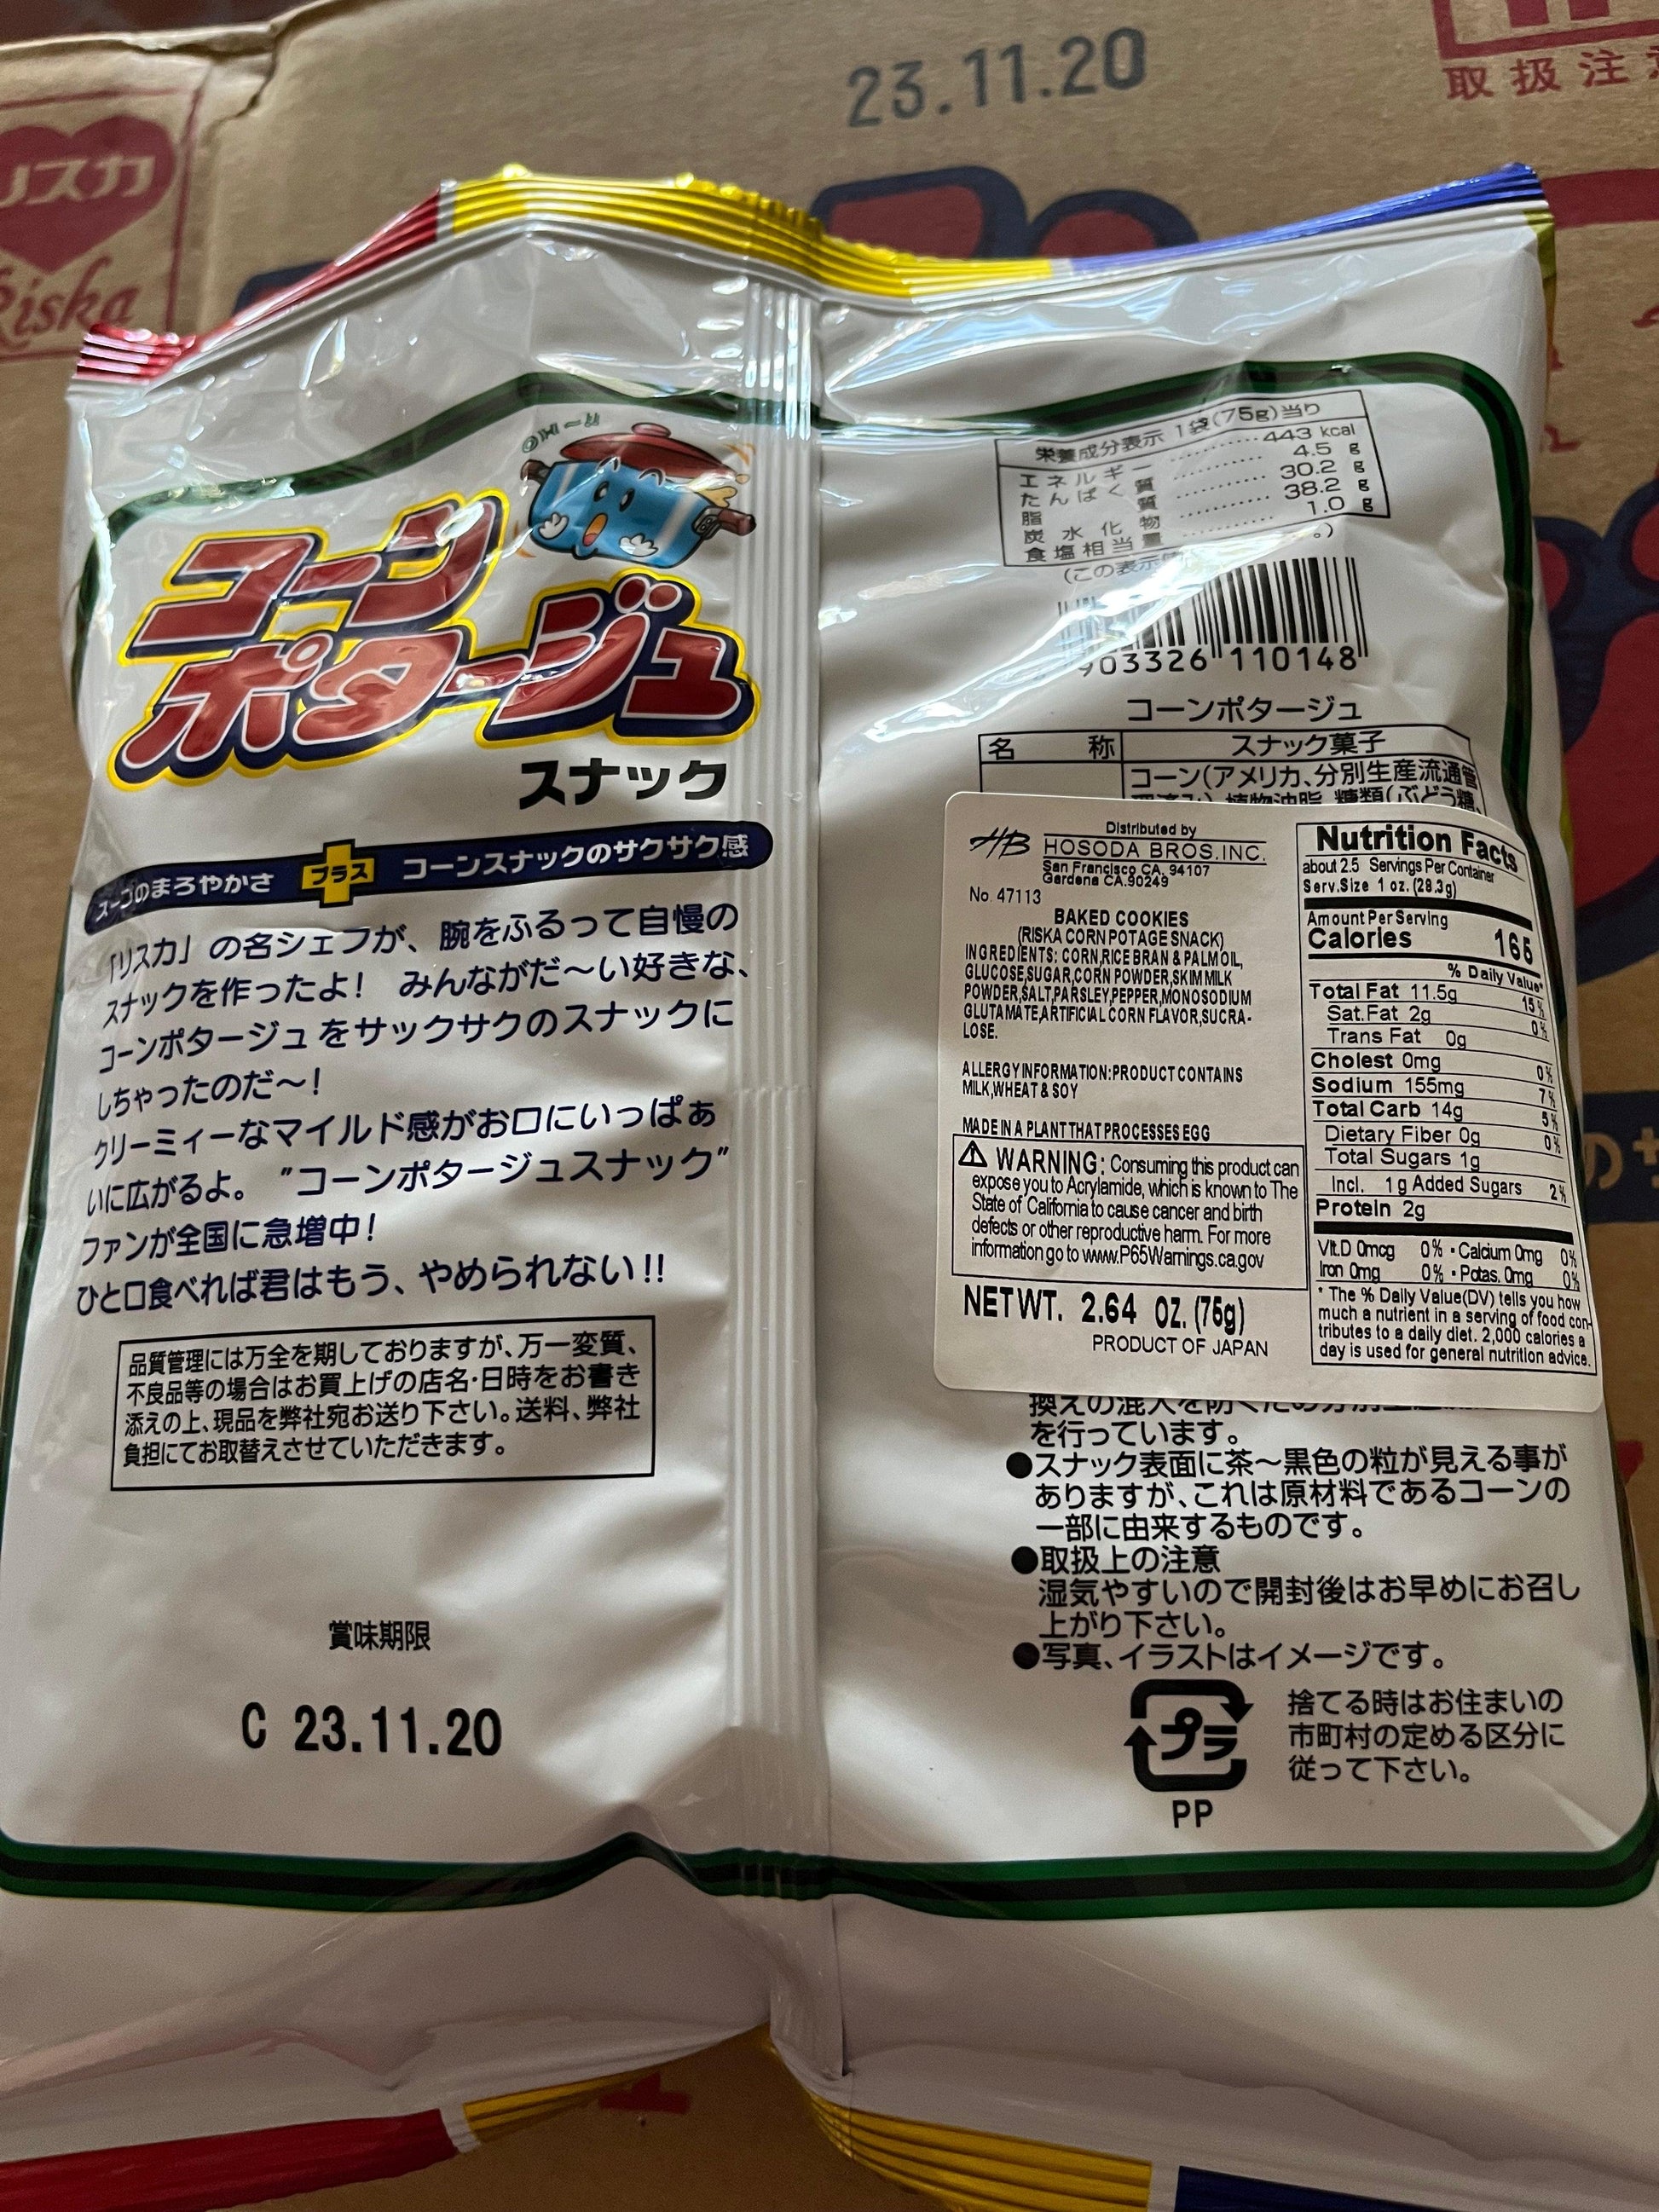 23.11.20
取扱注
リスカ
Riska
コーン
ポタージュ
スナック
スープのまろやかさ プラス コーンスナックのサクサク感
「リスカ」の名シェフが、腕をふるって自慢の
スナックを作ったよ! みんながだ〜い好きな、
コーンポタージュをサックサクのスナックに
しちゃったのだ〜!
クリーミィーなマイルド感がお口にいっぱぁ
いに広がるよ。"コーンポタージュスナック"
ファンが全国に急増中!
ひと口食べれば君はもう、やめられない!!
品質管理には万全を期しておりますが、万一変質、
不良品等の場合はお買上げの店名・日時をお書き
添えの上、現品を弊社宛お送り下さい。送料、弊社
負担にてお取替えさせていただきます。
賞味期限
C 23.11.20
栄養成分表示 1袋(75g)当り
エネルギー ………… 443 kcal
たんぱく質 ………… 4.5 g
脂質 ………… 30.2 g
炭水化物 ………… 38.2 g
食塩相当量 ………… 1.0 g
(この表示 。)
903326 110148
コーンポタージュ
名称 スナック菓子
コーン(アメリカ、分別生産流通管
理済み)、植物油脂、糖類(ぶどう糖、
HB
Distributed by
HOSODA BROS.INC.
San Francisco CA, 94107
Gardena CA.90249
No. 47113
BAKED COOKIES
(RISKA CORN POTAGE SNACK)
INGREDIENTS: CORN,RICE BRAN & PALM OIL,
GLUCOSE,SUGAR,CORN POWDER,SKIM MILK
POWDER,SALT,PARSLEY,PEPPER,MONOSODIUM
GLUTAMATE,ARTIFICIAL CORN FLAVOR,SUCRA-
LOSE.
ALLERGY INFORMATION:PRODUCT CONTAINS
MILK,WHEAT & SOY
MADE IN A PLANT THAT PROCESSES EGG
⚠ WARNING: Consuming this product can
expose you to Acrylamide, which is known to The
State of California to cause cancer and birth
defects or other reproductive harm. For more
information go to www.P65Warnings.ca.gov
NET WT. 2.64 OZ. (75g)
PRODUCT OF JAPAN
Nutrition Facts
about 2.5 Servings Per Container
Serv.Size 1 oz. (28.3g)
Amount Per Serving
Calories 165
% Daily Value*
Total Fat 11.5g 15%
Sat.Fat 2g 0%
Trans Fat 0g
Cholest 0mg 0%
Sodium 155mg 7%
Total Carb 14g 5%
Dietary Fiber 0g 0%
Total Sugars 1g
Incl. 1g Added Sugars 2%
Protein 2g
Vit.D 0mcg 0% • Calcium 0mg 0%
Iron 0mg 0% • Potas. 0mg 0%
* The % Daily Value(DV) tells you how
much a nutrient in a serving of food con-
tributes to a daily diet. 2,000 calories a
day is used for general nutrition advice.
換えの混入を防ぐため分別
を行っています。
●スナック表面に茶〜黒色の粒が見える事が
ありますが、これは原材料であるコーンの
一部に由来するものです。
●取扱上の注意
湿気やすいので開封後はお早めにお召し
上がり下さい。
●写真、イラストはイメージです。
プラ
PP
捨てる時はお住まいの
市町村の定める区分に
従って下さい。